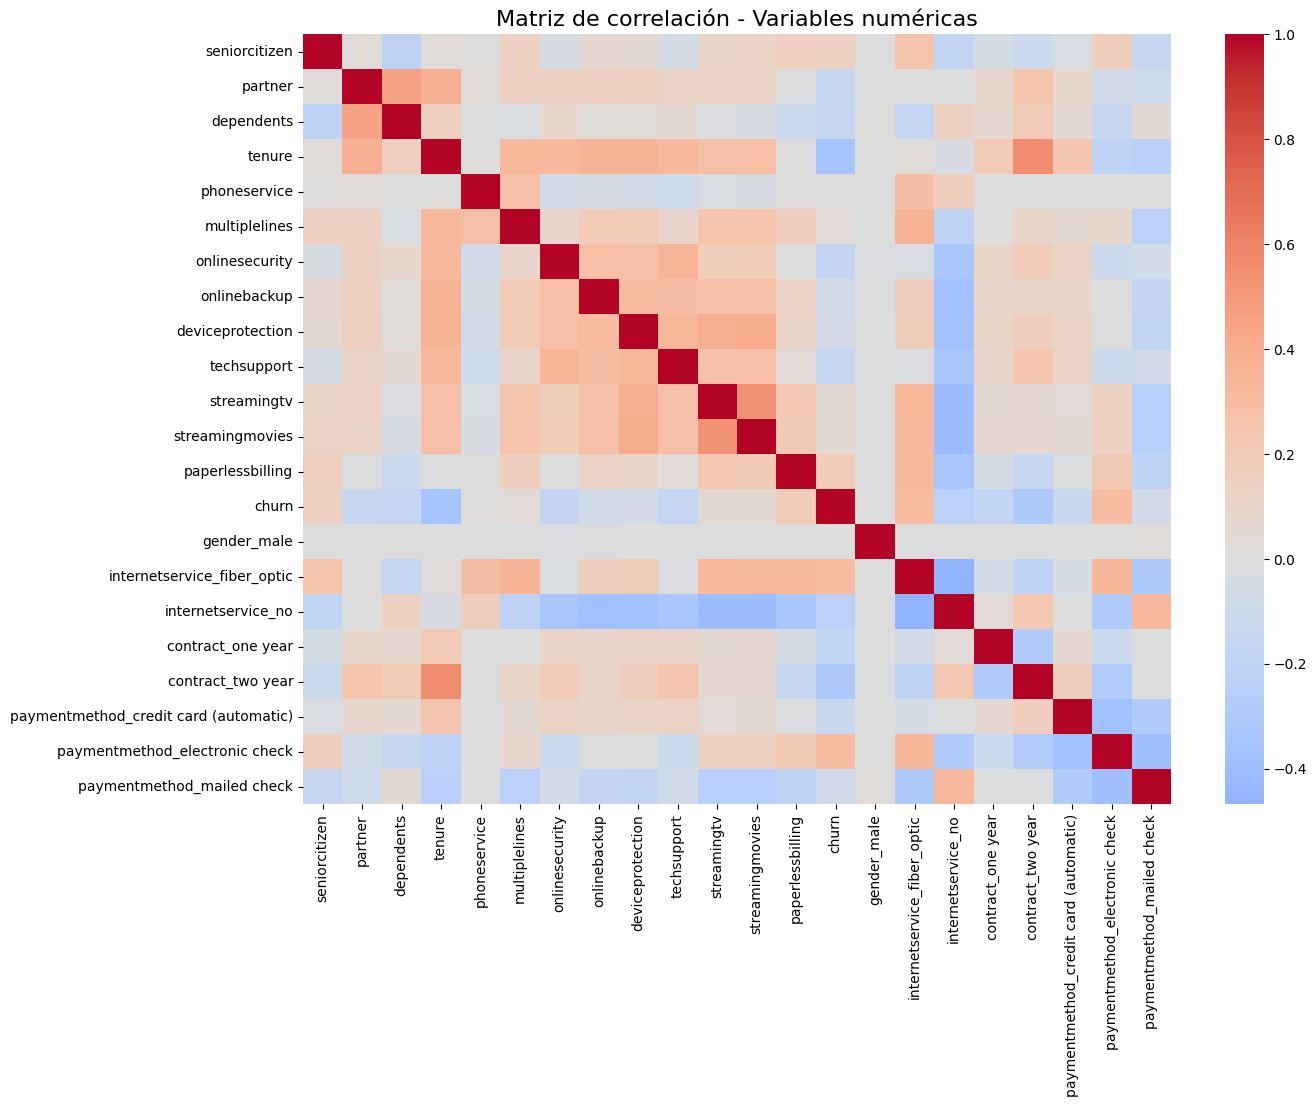 Matriz de correlación - Variables numéricas
seniorcitizen
partner
dependents
tenure
phoneservice
multiplelines
onlinesecurity
onlinebackup
deviceprotection
techsupport
streamingtv
streamingmovies
paperlessbilling
churn
gender_male
internetservice_fiber_optic
internetservice_no
contract_one year
contract_two year
paymentmethod_credit card (automatic)
paymentmethod_electronic check
paymentmethod_mailed check
seniorcitizen
partner
dependents
tenure
phoneservice
multiplelines
onlinesecurity
onlinebackup
deviceprotection
techsupport
streamingtv
streamingmovies
paperlessbilling
churn
gender_male
internetservice_fiber_optic
internetservice_no
contract_one year
contract_two year
paymentmethod_credit card (automatic)
paymentmethod_electronic check
paymentmethod_mailed check
1.0
0.8
0.6
0.4
0.2
0.0
−0.2
−0.4